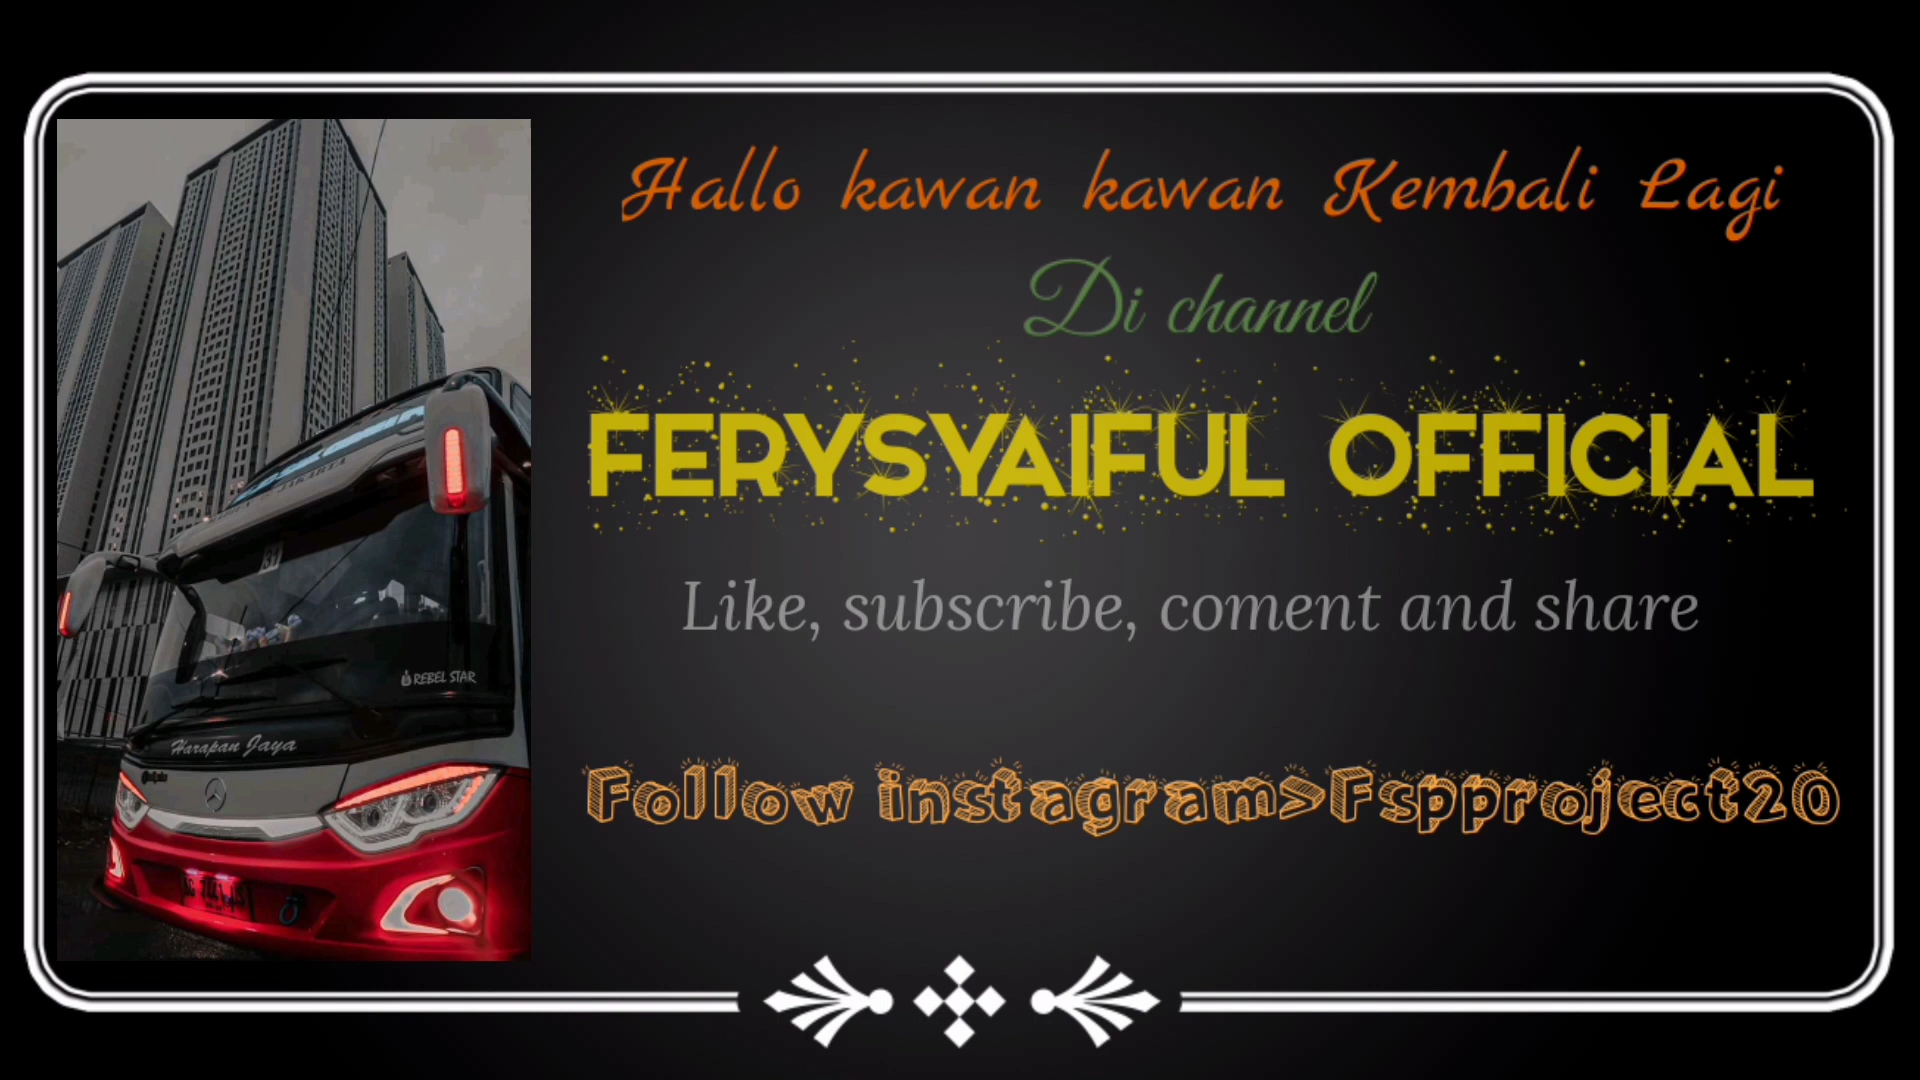 Hallo kawan kawan Kembali Lagi
Di channel
FERYSYAIFUL OFFICIAL
Like, subscribe, coment and share
Follow instagram>Fspproject20
31
REBEL STAR
Harapan Jaya